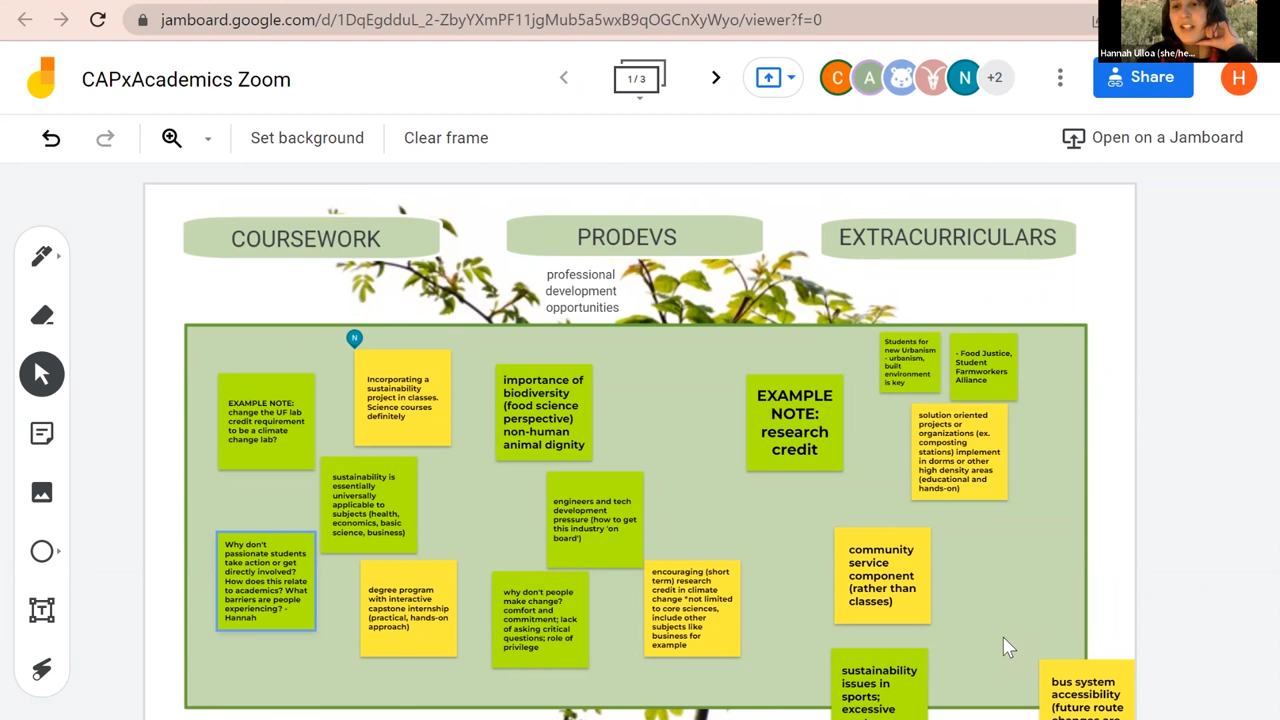 jamboard.google.com/d/1DqEgdduL_2-ZbyYXmPF11jgMub5a5wxB9qOGCnXyWyo/viewer?f=0
Hannah Ulloa (she/he...
CAPxAcademics Zoom
1/3
C
A
N
+2
Share
H
Set background
Clear frame
Open on a Jamboard
COURSEWORK
PRODEVS
EXTRACURRICULARS
professional
development
opportunities
N
EXAMPLE NOTE:
change the UF lab
credit requirement
to be a climate
change lab?
Incorporating a
sustainability
project in classes.
Science courses
definitely
sustainability is
essentially
universally
applicable to
subjects (health,
economics, basic
science, business)
Why don't
passionate students
take action or get
directly involved?
How does this relate
to academics? What
barriers are people
experiencing? -
Hannah
degree program
with interactive
capstone internship
(practical, hands-on
approach)
importance of
biodiversity
(food science
perspective)
non-human
animal dignity
engineers and tech
development
pressure (how to get
this industry 'on
board')
why don't people
make change?
comfort and
commitment; lack
of asking critical
questions; role of
privilege
encouraging (short
term) research
credit in climate
change *not limited
to core sciences,
include other
subjects like
business for
example
EXAMPLE
NOTE:
research
credit
Students for
new Urbanism
- urbanism,
built
environment
is key
- Food Justice,
Student
Farmworkers
Alliance
solution oriented
projects or
organizations (ex.
composting
stations) implement
in dorms or other
high density areas
(educational and
hands-on)
community
service
component
(rather than
classes)
sustainability
issues in
sports;
excessive
bus system
accessibility
(future route